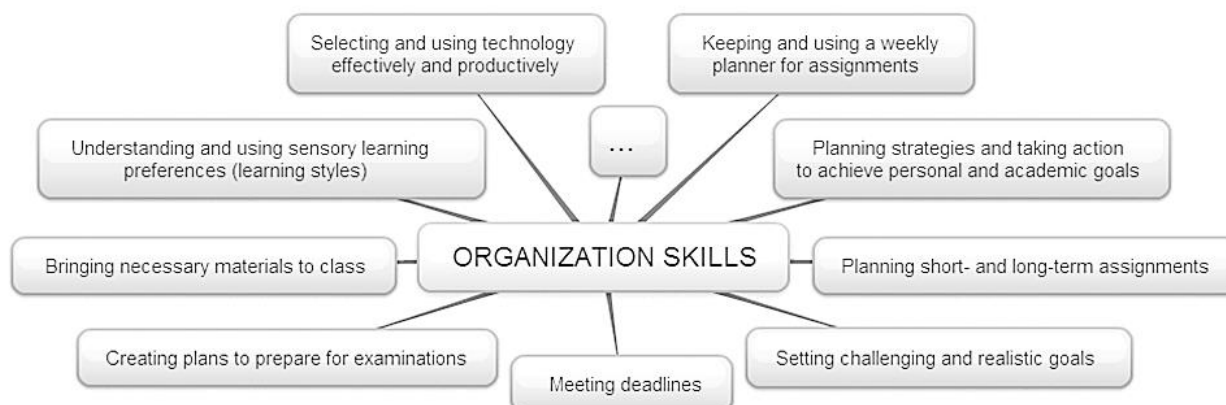 Selecting and using technology
effectively and productively
Keeping and using a weekly
planner for assignments
...
Understanding and using sensory learning
preferences (learning styles)
Planning strategies and taking action
to achieve personal and academic goals
ORGANIZATION SKILLS
Bringing necessary materials to class
Planning short- and long-term assignments
Creating plans to prepare for examinations
Meeting deadlines
Setting challenging and realistic goals